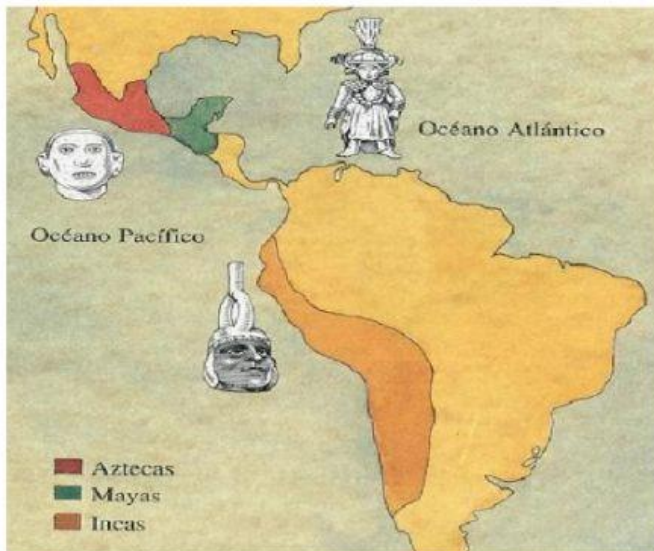 Océano Atlántico
Océano Pacífico
Aztecas
Mayas
Incas